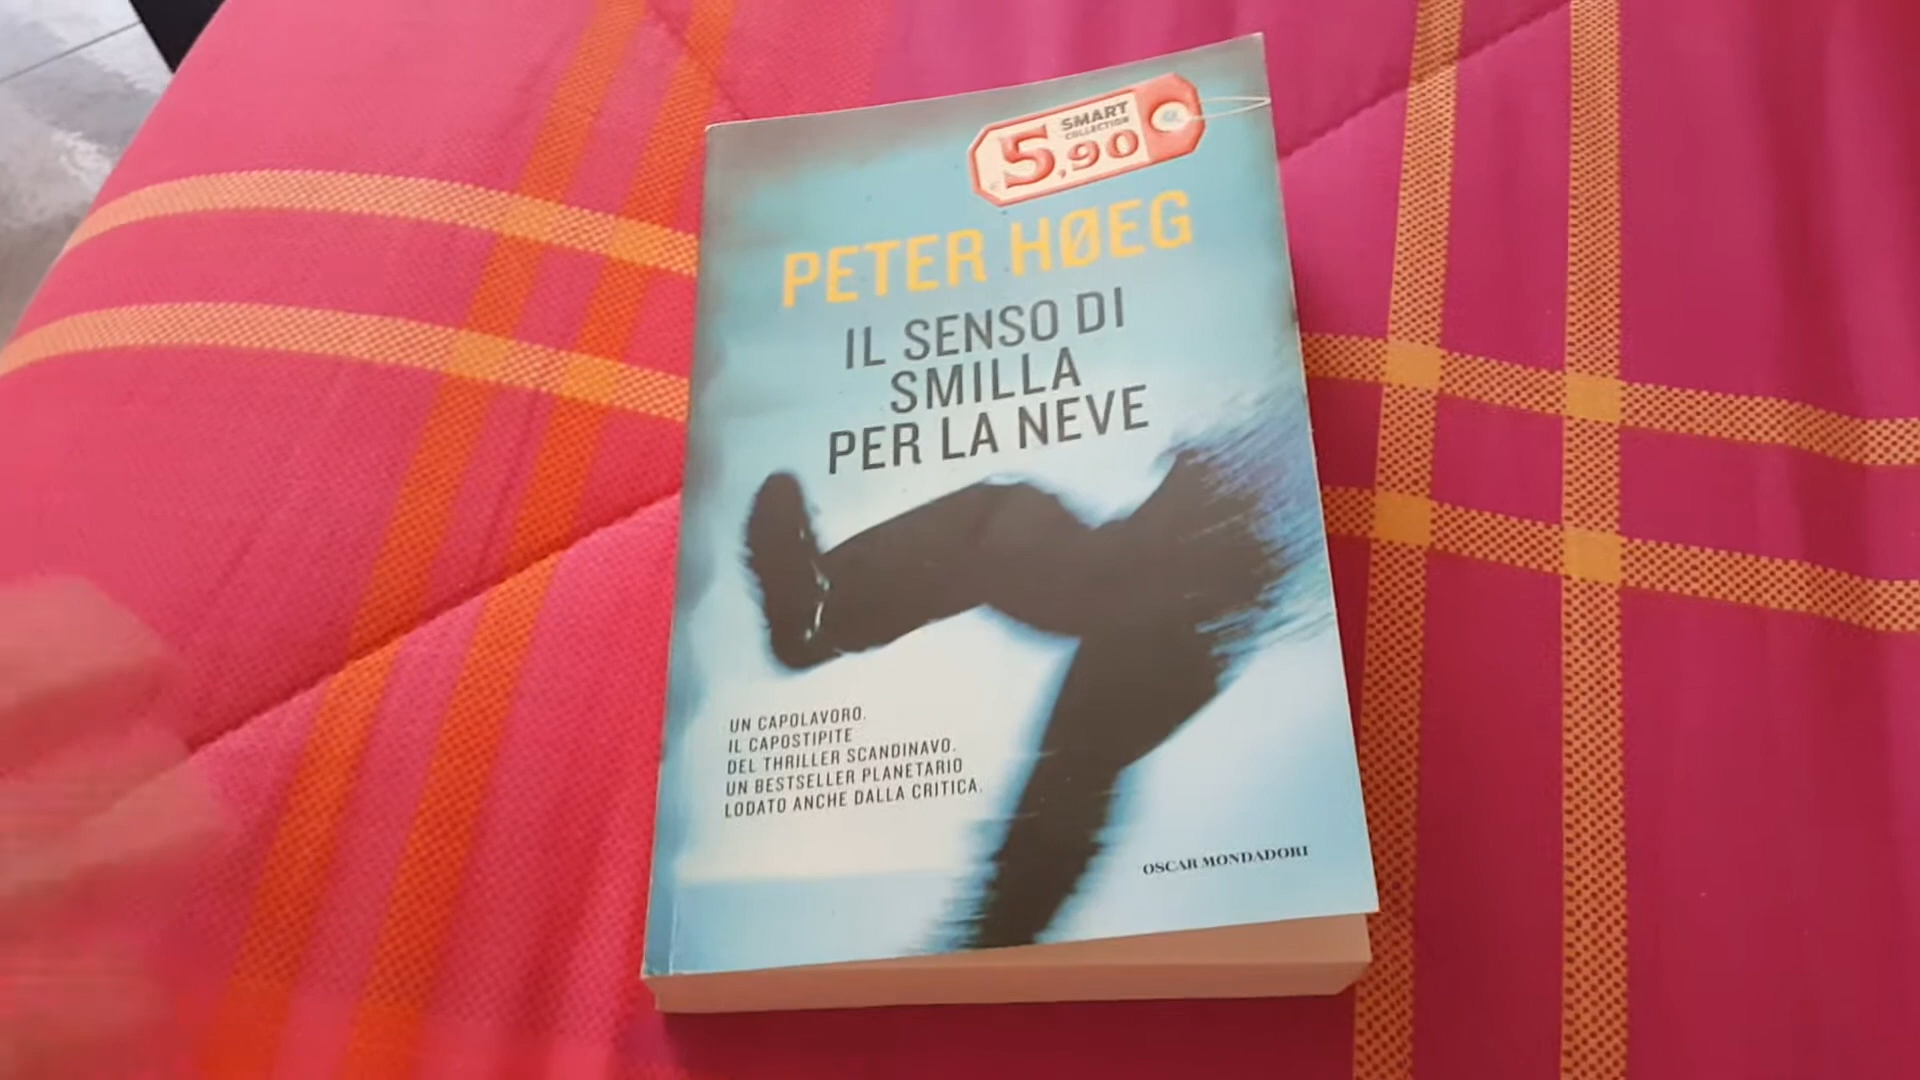 SMART
COLLECTION
€ 5,90
PETER HØEG
IL SENSO DI
SMILLA
PER LA NEVE
UN CAPOLAVORO.
IL CAPOSTIPITE
DEL THRILLER SCANDINAVO.
UN BESTSELLER PLANETARIO
LODATO ANCHE DALLA CRITICA.
OSCAR MONDADORI